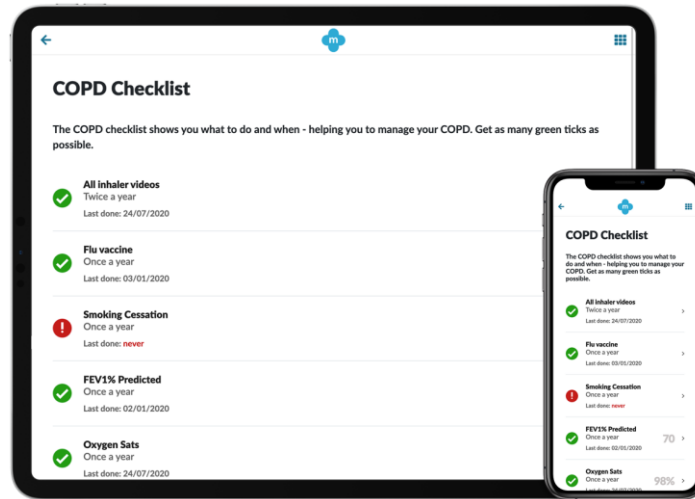 m
COPD Checklist
The COPD checklist shows you what to do and when - helping you to manage your COPD. Get as many green ticks as
possible.
All inhaler videos
Twice a year
Last done: 24/07/2020
Flu vaccine
Once a year
Last done: 03/01/2020
Smoking Cessation
Once a year
Last done: never
FEV1% Predicted
Once a year
Last done: 02/01/2020
Oxygen Sats
Once a year
Last done: 24/07/2020
m
COPD Checklist
The COPD checklist shows you what to
do and when - helping you to manage your
COPD. Get as many green ticks as
possible.
All inhaler videos
Twice a year
Last done: 24/07/2020
Flu vaccine
Once a year
Last done: 03/01/2020
Smoking Cessation
Once a year
Last done: never
FEV1% Predicted
Once a year
70
Last done: 02/01/2020
Oxygen Sats
Once a year
98%
Last done: 24/07/2020